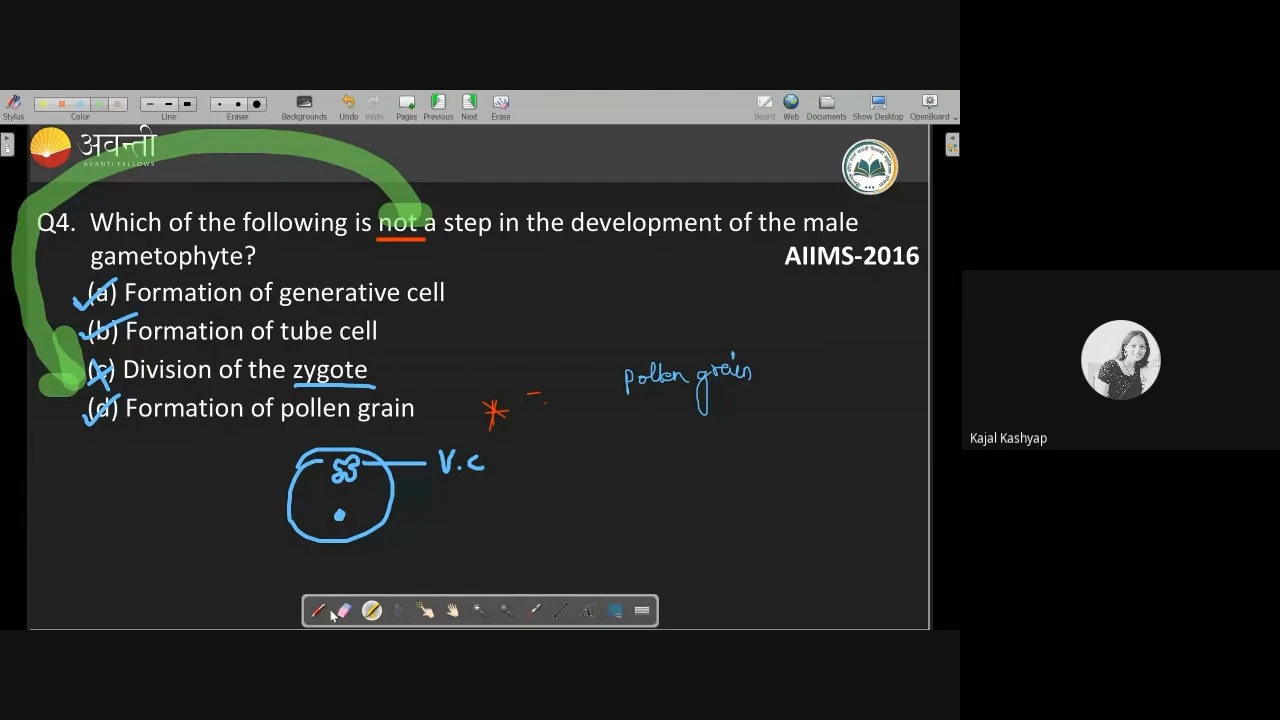 Stylus
Color
Line
Eraser
Backgrounds
Undo
Redo
Pages
Previous
Next
Erase
Board
Web
Documents
Show Desktop
OpenBoard
अवन्ती
AVANTI FELLOWS
Q4. Which of the following is not a step in the development of the male
gametophyte?
AIIMS-2016
(a) Formation of generative cell
(b) Formation of tube cell
(c) Division of the zygote
(d) Formation of pollen grain
pollen grain
V.C
Kajal Kashyap